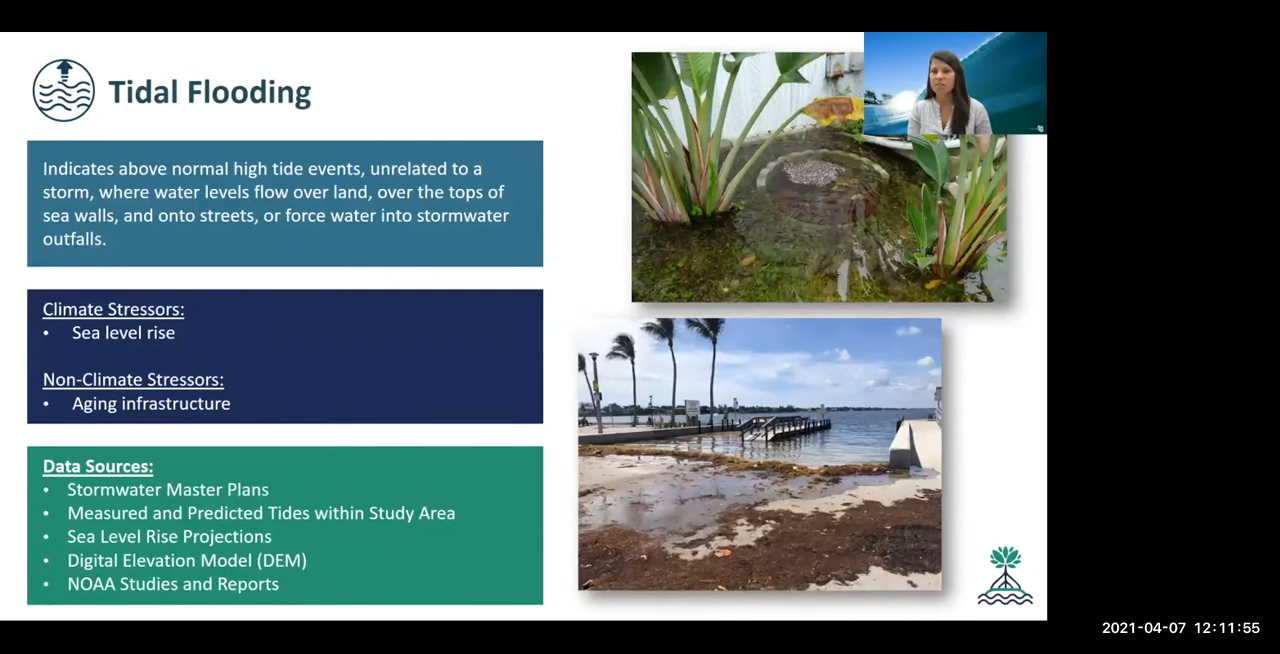 Tidal Flooding
Indicates above normal high tide events, unrelated to a
storm, where water levels flow over land, over the tops of
sea walls, and onto streets, or force water into stormwater
outfalls.
Climate Stressors:
• Sea level rise
Non-Climate Stressors:
• Aging infrastructure
Data Sources:
• Stormwater Master Plans
• Measured and Predicted Tides within Study Area
• Sea Level Rise Projections
• Digital Elevation Model (DEM)
• NOAA Studies and Reports
2021-04-07 12:11:55